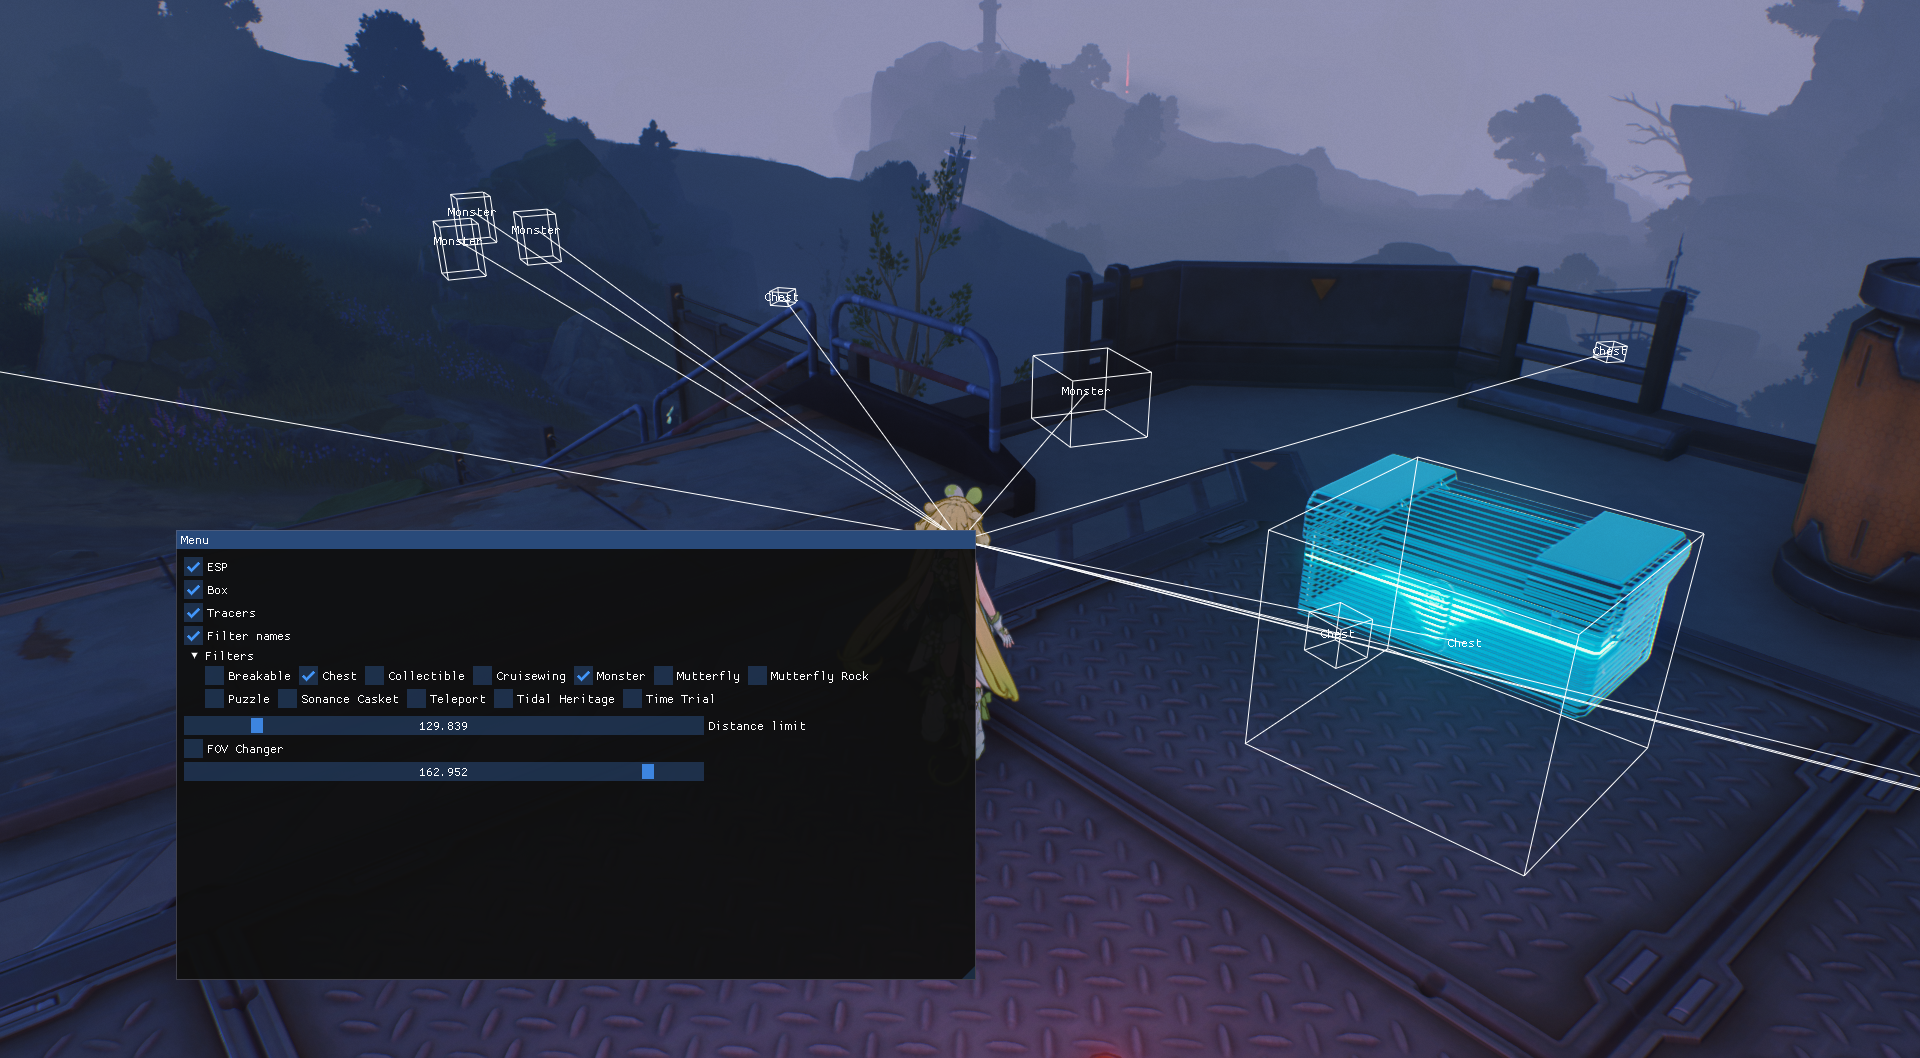 Monster
Monster
Monster
Chest
Chest
Monster
Menu
ESP
Box
Tracers
Filter names
Filters
Breakable Chest Collectible Cruisewing Monster Mutterfly Mutterfly Rock
Puzzle Sonance Casket Teleport Tidal Heritage Time Trial
129.839 Distance limit
FOV Changer
162.952
Chest
Chest